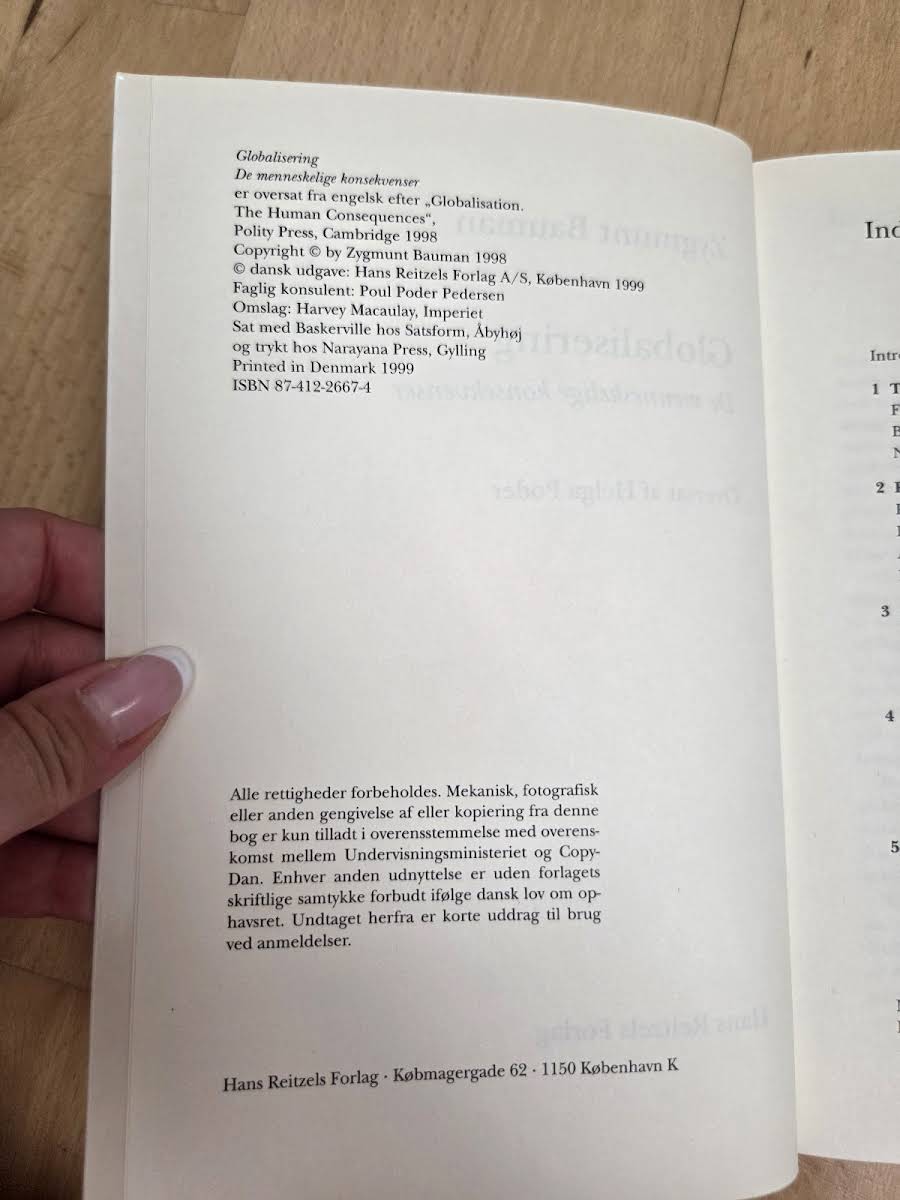 Globalisering
De menneskelige konsekvenser
er oversat fra engelsk efter „Globalisation.
The Human Consequences“,
Polity Press, Cambridge 1998
Copyright © by Zygmunt Bauman 1998
© dansk udgave: Hans Reitzels Forlag A/S, København 1999
Faglig konsulent: Poul Poder Pedersen
Omslag: Harvey Macaulay, Imperiet
Sat med Baskerville hos Satsform, Åbyhøj
og trykt hos Narayana Press, Gylling
Printed in Denmark 1999
ISBN 87-412-2667-4
Alle rettigheder forbeholdes. Mekanisk, fotografisk
eller anden gengivelse af eller kopiering fra denne
bog er kun tilladt i overensstemmelse med overens-
komst mellem Undervisningsministeriet og Copy-
Dan. Enhver anden udnyttelse er uden forlagets
skriftlige samtykke forbudt ifølge dansk lov om op-
havsret. Undtaget herfra er korte uddrag til brug
ved anmeldelser.
Hans Reitzels Forlag · Købmagergade 62 · 1150 København K
Ind
Intr
1 T
F
B
N
2
3
4
5